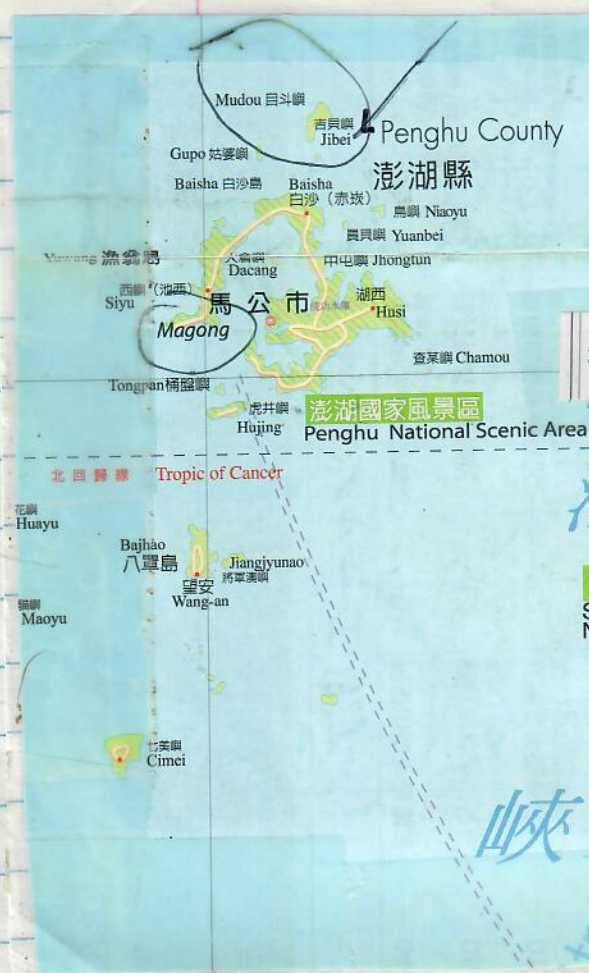 Mudou 目斗嶼
吉貝嶼
Jibei
Penghu County
澎湖縣
Gupo 姑婆嶼
Baisha 白沙島
Baisha
白沙（赤崁）
鳥嶼 Niaoyu
員貝嶼 Yuanbei
Yuwang 漁翁島
大倉嶼
Dacang
中屯嶼 Jhongtun
西嶼（池西）
Siyu
馬公市
Magong
湖西
Husi
查某嶼 Chamou
Tongpan 桶盤嶼
虎井嶼
Hujing
澎湖國家風景區
Penghu National Scenic Area
北回歸線 Tropic of Cancer
花嶼
Huayu
Bajhao
八罩島
Jiangjyunao
將軍澳嶼
望安
Wang-an
貓嶼
Maoyu
七美嶼
Cimei
峽